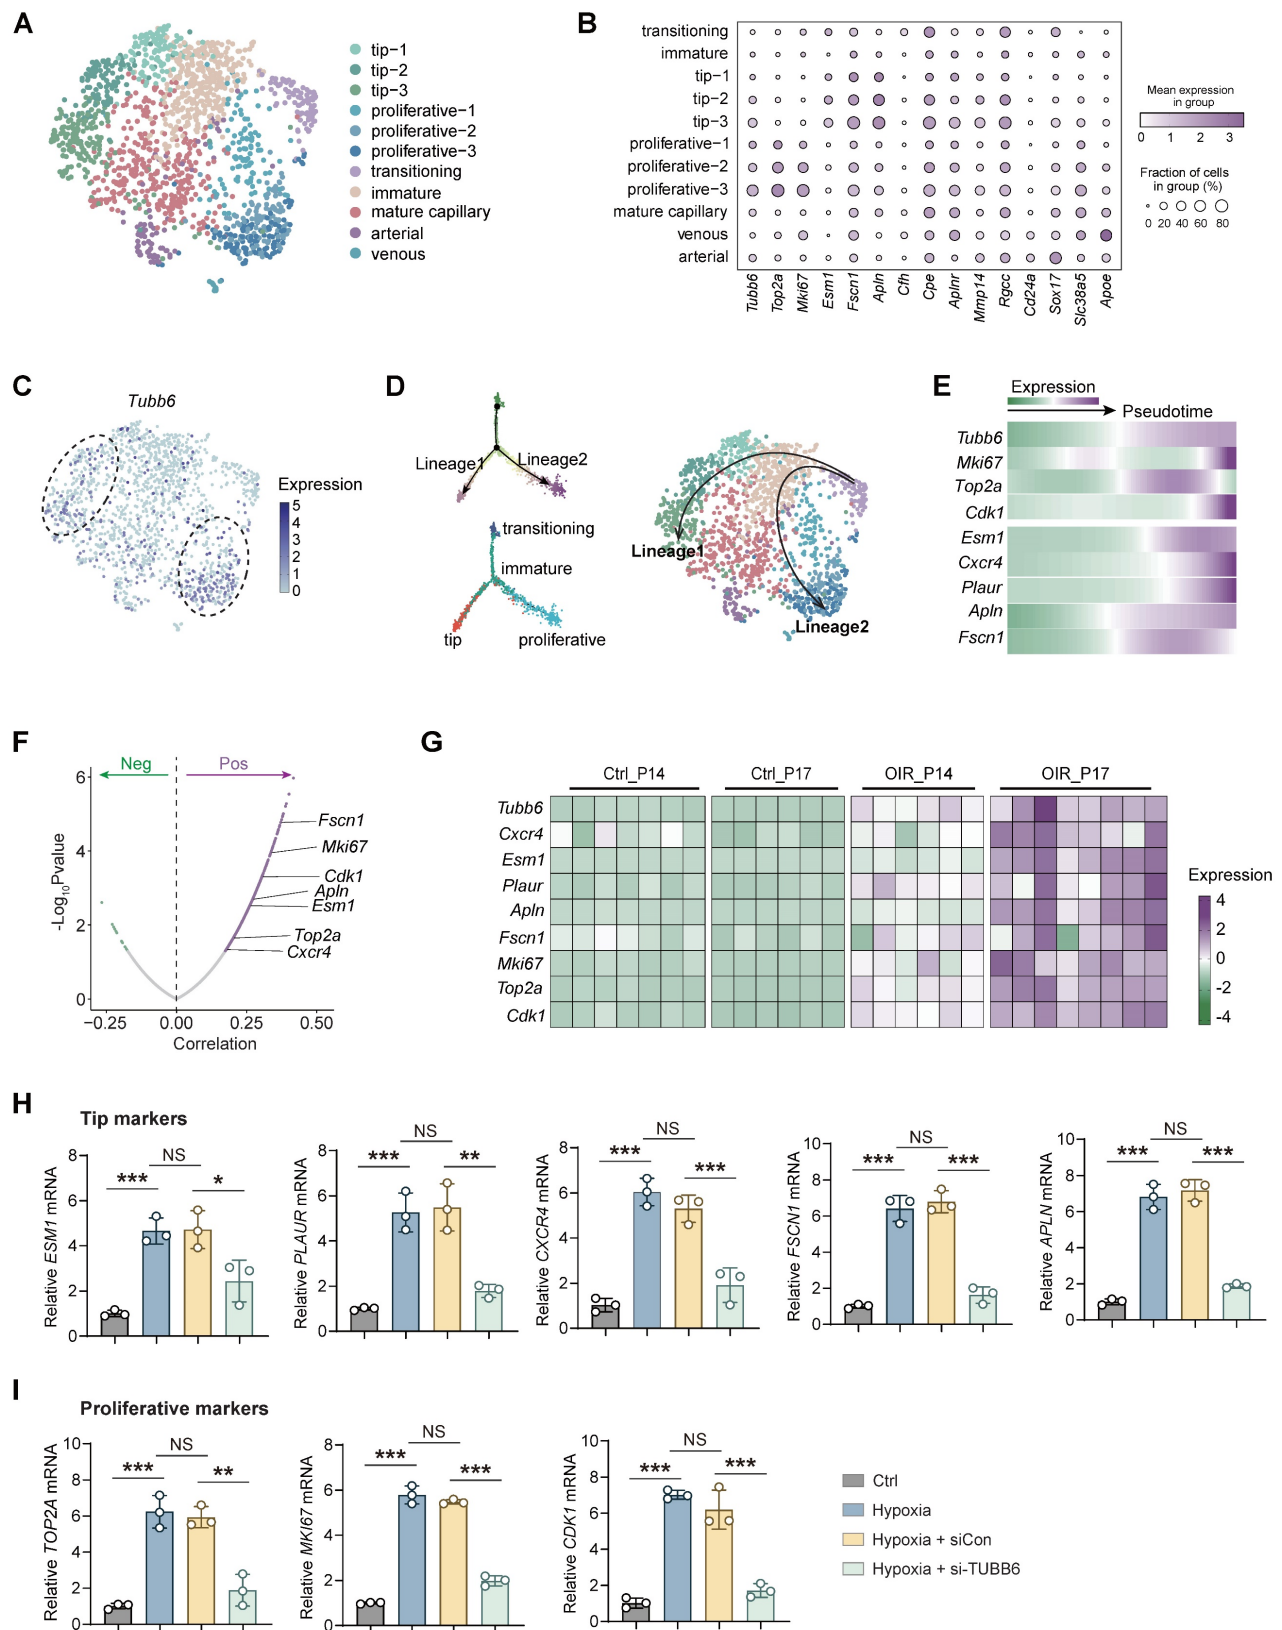 A
tip-1
tip-2
tip-3
proliferative-1
proliferative-2
proliferative-3
transitioning
immature
mature capillary
arterial
venous
B
transitioning
immature
tip-1
tip-2
tip-3
proliferative-1
proliferative-2
proliferative-3
mature capillary
venous
arterial
Tubb6 Top2a Mki67 Esm1 Fscn1 Apln Cfh Cpe Aplnr Mmp14 Rgcc Cd24a Sox17 Slc38a5 Apoe
Mean expression
in group
0 1 2 3
Fraction of cells
in group (%)
0 20 40 60 80
C
Tubb6
Expression
5
4
3
2
1
0
D
Lineage1
Lineage2
transitioning
immature
tip
proliferative
Lineage1
Lineage2
E
Expression
Pseudotime
Tubb6
Mki67
Top2a
Cdk1
Esm1
Cxcr4
Plaur
Apln
Fscn1
F
Neg
Pos
-Log10Pvalue
6
4
2
0
Fscn1
Mki67
Cdk1
Apln
Esm1
Top2a
Cxcr4
−0.25 0.00 0.25 0.50
Correlation
G
Ctrl_P14 Ctrl_P17 OIR_P14 OIR_P17
Tubb6
Cxcr4
Esm1
Plaur
Apln
Fscn1
Mki67
Top2a
Cdk1
Expression
4
2
0
-2
-4
H
Tip markers
Relative ESM1 mRNA
8
6
4
2
0
*** NS *
Relative PLAUR mRNA
8
6
4
2
0
*** NS **
Relative CXCR4 mRNA
8
6
4
2
0
*** NS ***
Relative FSCN1 mRNA
10
8
6
4
2
0
*** NS ***
Relative APLN mRNA
10
8
6
4
2
0
*** NS ***
I
Proliferative markers
Relative TOP2A mRNA
10
8
6
4
2
0
*** NS **
Relative MKI67 mRNA
8
6
4
2
0
*** NS ***
Relative CDK1 mRNA
10
8
6
4
2
0
*** NS ***
Ctrl
Hypoxia
Hypoxia + siCon
Hypoxia + si-TUBB6